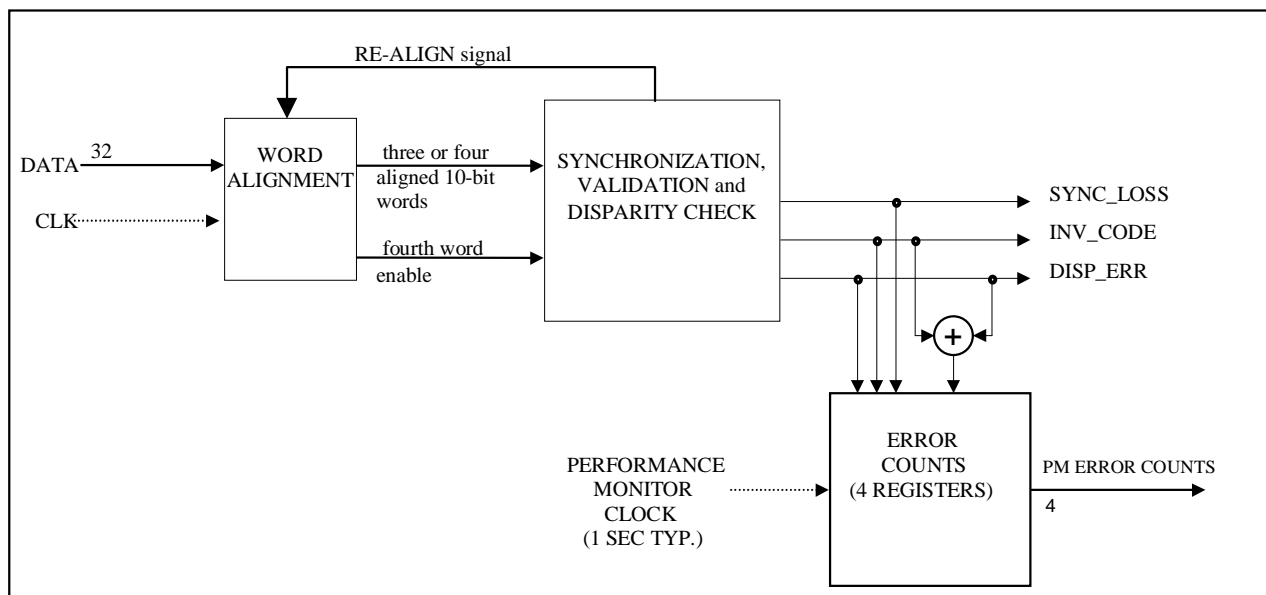 RE-ALIGN signal
DATA
32
CLK
WORD
ALIGNMENT
three or four
aligned 10-bit
words
fourth word
enable
SYNCHRONIZATION,
VALIDATION and
DISPARITY CHECK
SYNC_LOSS
INV_CODE
DISP_ERR
+
PERFORMANCE
MONITOR
CLOCK
(1 SEC TYP.)
ERROR
COUNTS
(4 REGISTERS)
PM ERROR COUNTS
4